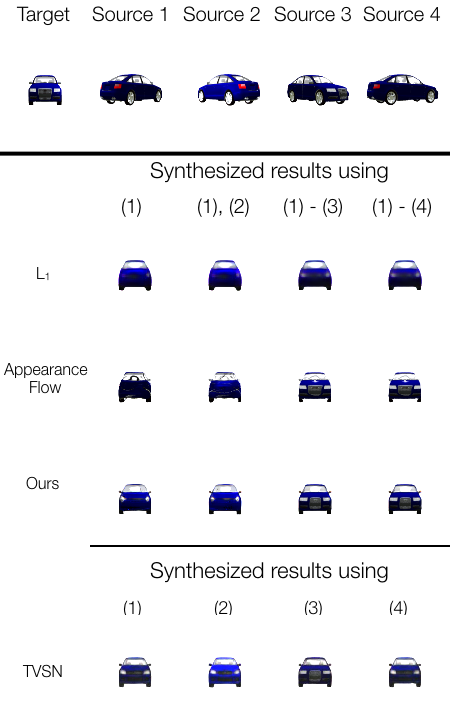 Target Source 1 Source 2 Source 3 Source 4
Synthesized results using
(1) (1), (2) (1) - (3) (1) - (4)
L₁
Appearance
Flow
Ours
Synthesized results using
(1) (2) (3) (4)
TVSN